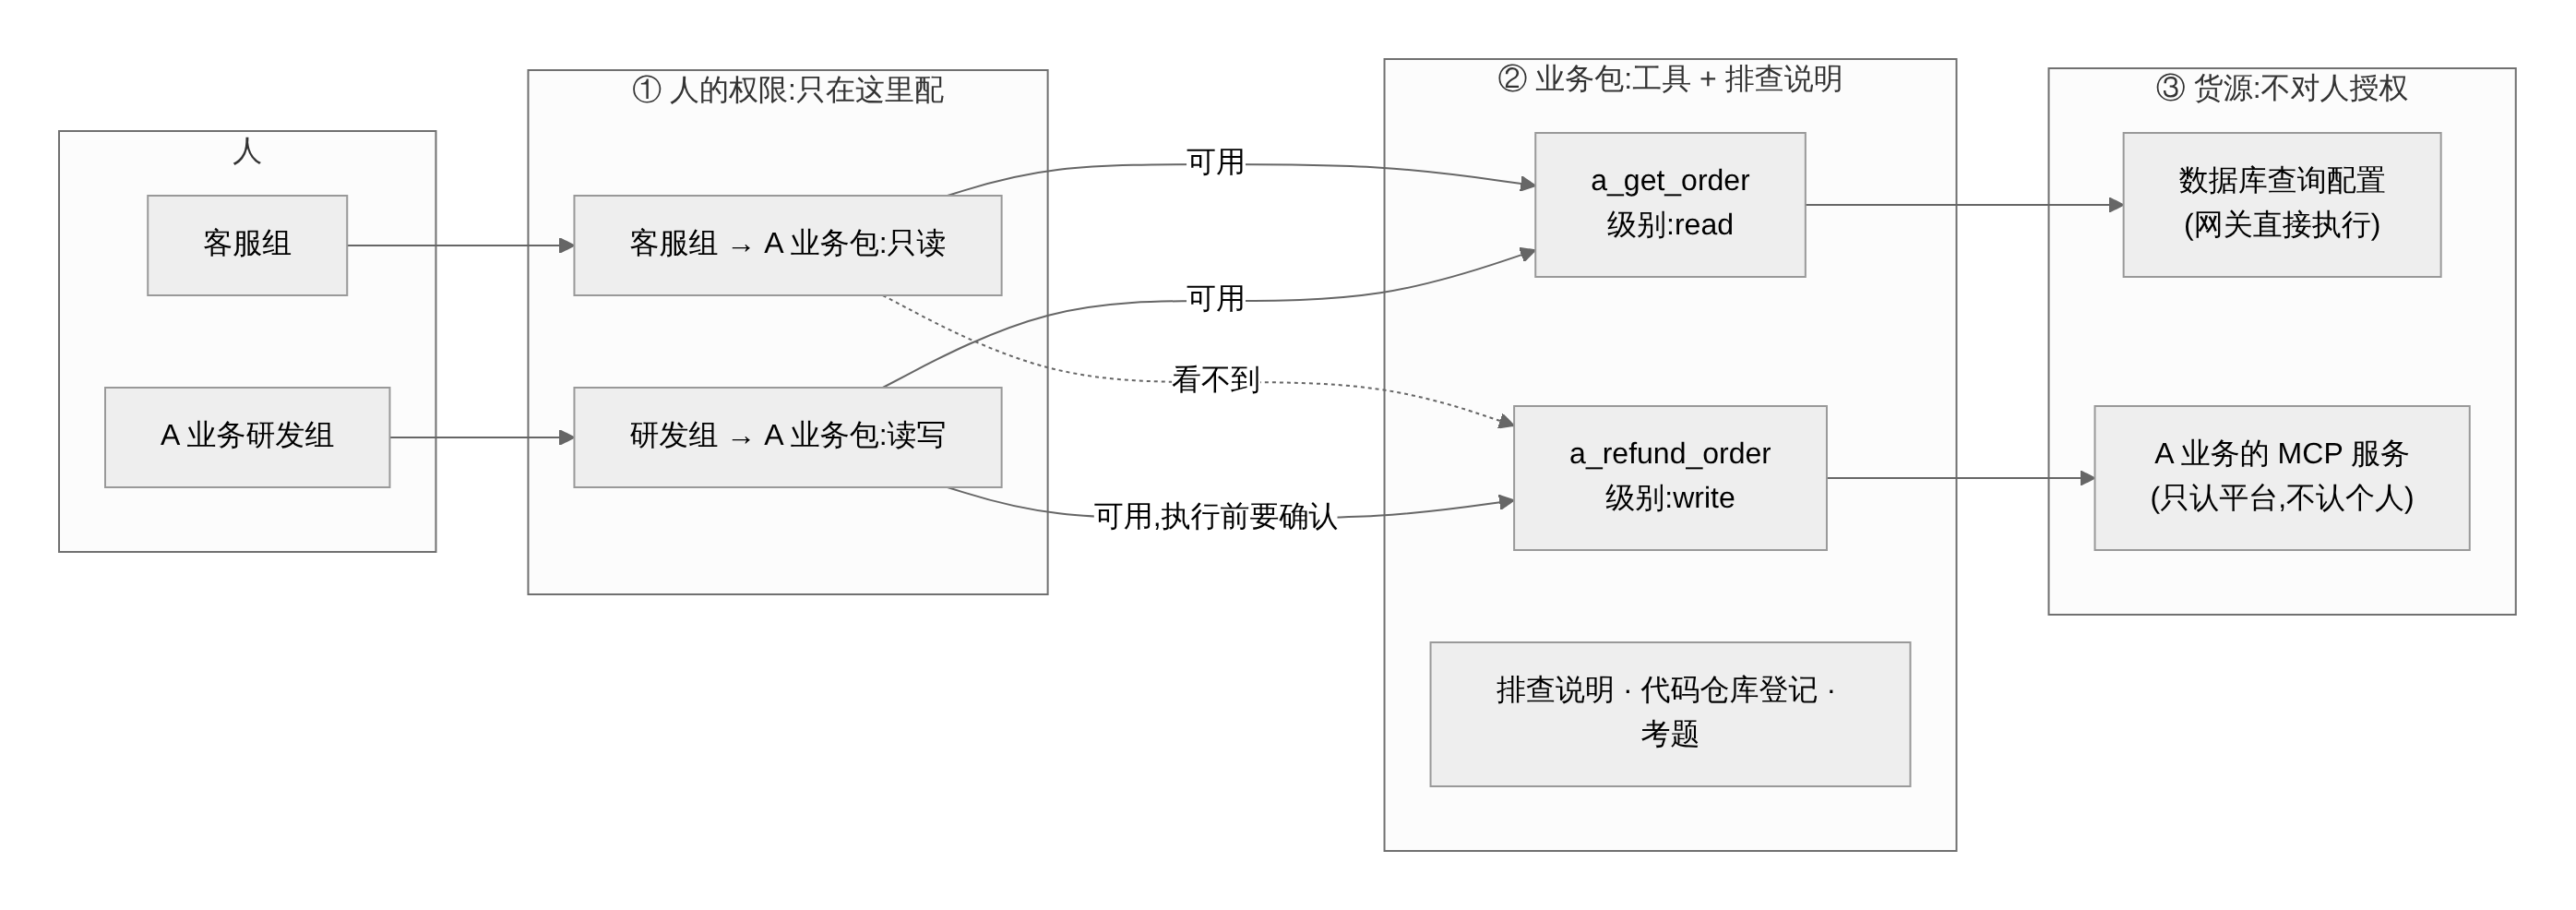 人
客服组
A 业务研发组
① 人的权限:只在这里配
客服组 → A 业务包:只读
研发组 → A 业务包:读写
可用
可用
看不到
可用,执行前要确认
② 业务包:工具 + 排查说明
a_get_order
级别:read
a_refund_order
级别:write
排查说明 · 代码仓库登记 ·
考题
③ 货源:不对人授权
数据库查询配置
(网关直接执行)
A 业务的 MCP 服务
(只认平台,不认个人)